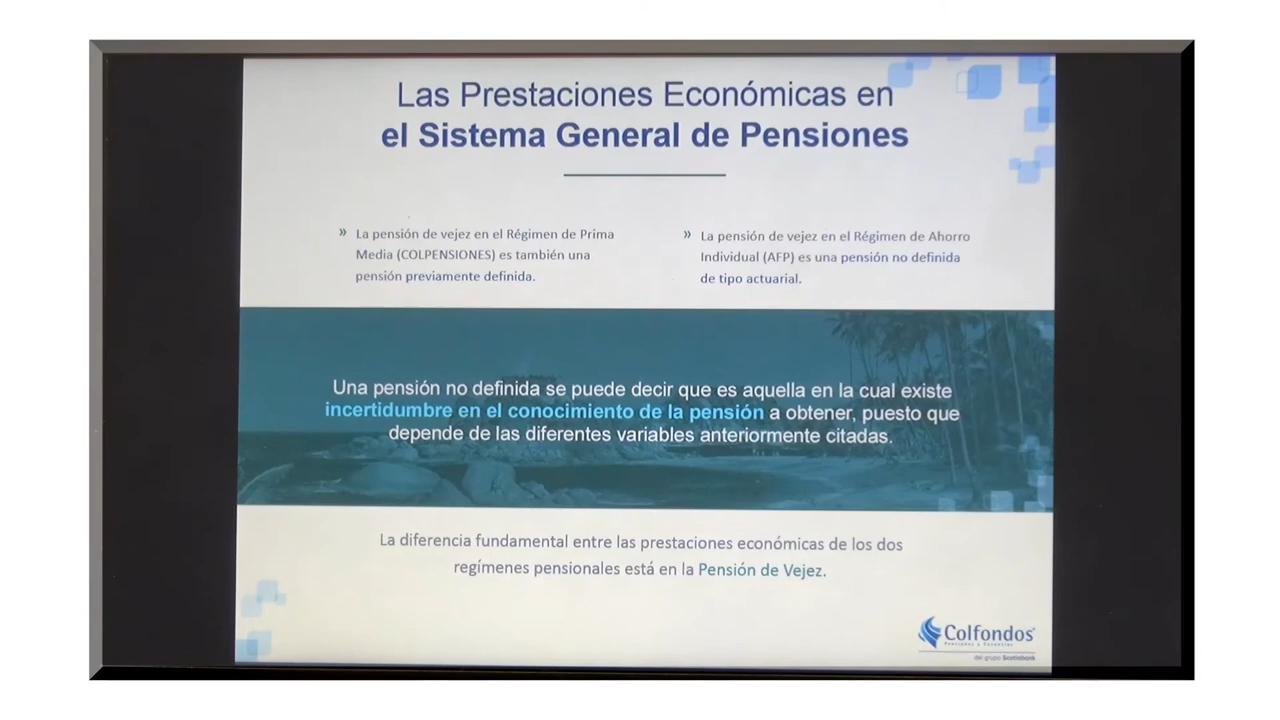 Las Prestaciones Económicas en
el Sistema General de Pensiones
» La pensión de vejez en el Régimen de Prima
Media (COLPENSIONES) es también una
pensión previamente definida.
» La pensión de vejez en el Régimen de Ahorro
Individual (AFP) es una pensión no definida
de tipo actuarial.
Una pensión no definida se puede decir que es aquella en la cual existe
incertidumbre en el conocimiento de la pensión a obtener, puesto que
depende de las diferentes variables anteriormente citadas.
La diferencia fundamental entre las prestaciones económicas de los dos
regímenes pensionales está en la Pensión de Vejez.
Colfondos
Pensiones y Cesantías
del grupo Scotiabank